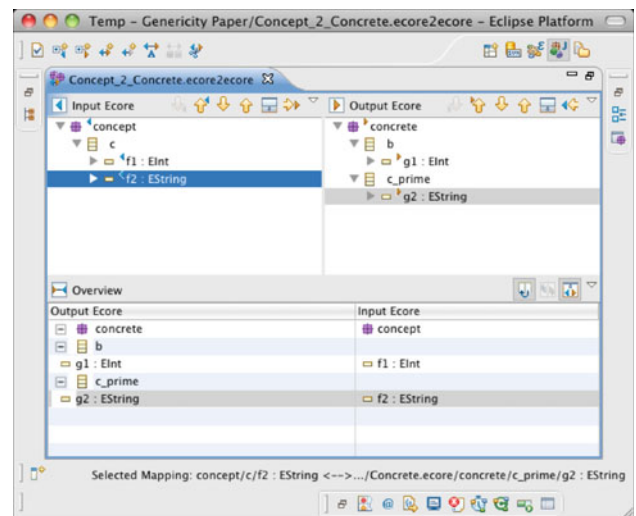 Temp - Genericity Paper/Concept_2_Concrete.ecore2ecore - Eclipse Platform
Concept_2_Concrete.ecore2ecore
Input Ecore
Output Ecore
concept
concrete
c
b
f1 : EInt
g1 : EInt
f2 : EString
c_prime
g2 : EString
Overview
Output Ecore
Input Ecore
concrete
concept
b
g1 : EInt
f1 : EInt
c_prime
g2 : EString
f2 : EString
Selected Mapping: concept/c/f2 : EString <-->.../Concrete.ecore/concrete/c_prime/g2 : EString